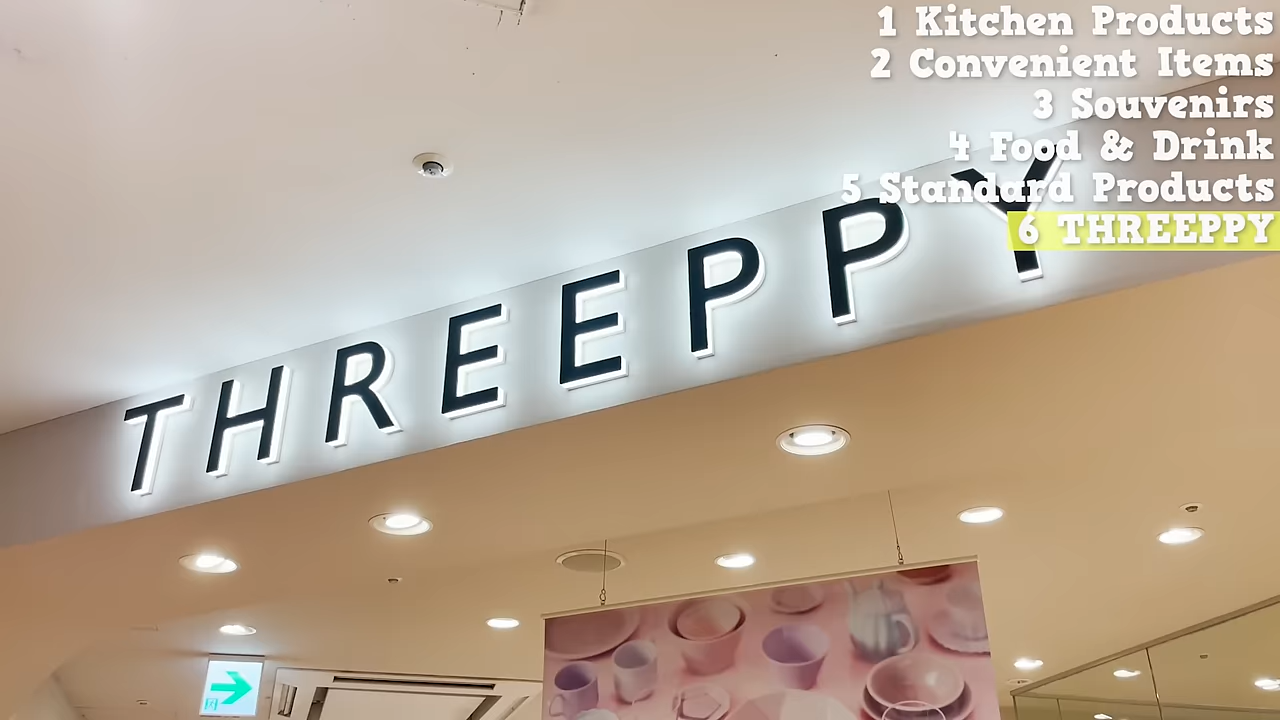 1 Kitchen Products
2 Convenient Items
3 Souvenirs
4 Food & Drink
5 Standard Products
6 THREEPPY
THREEPPY